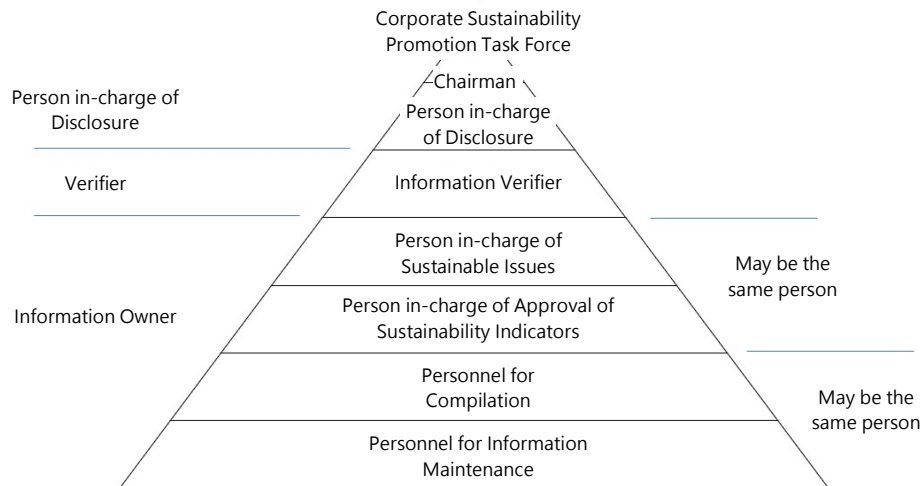 Corporate Sustainability
Promotion Task Force
Chairman
Person in-charge of
Disclosure
Person in-charge
of Disclosure
Verifier
Information Verifier
Person in-charge of
Sustainable Issues
May be the
same person
Information Owner
Person in-charge of Approval of
Sustainability Indicators
Personnel for
Compilation
May be the
same person
Personnel for Information
Maintenance